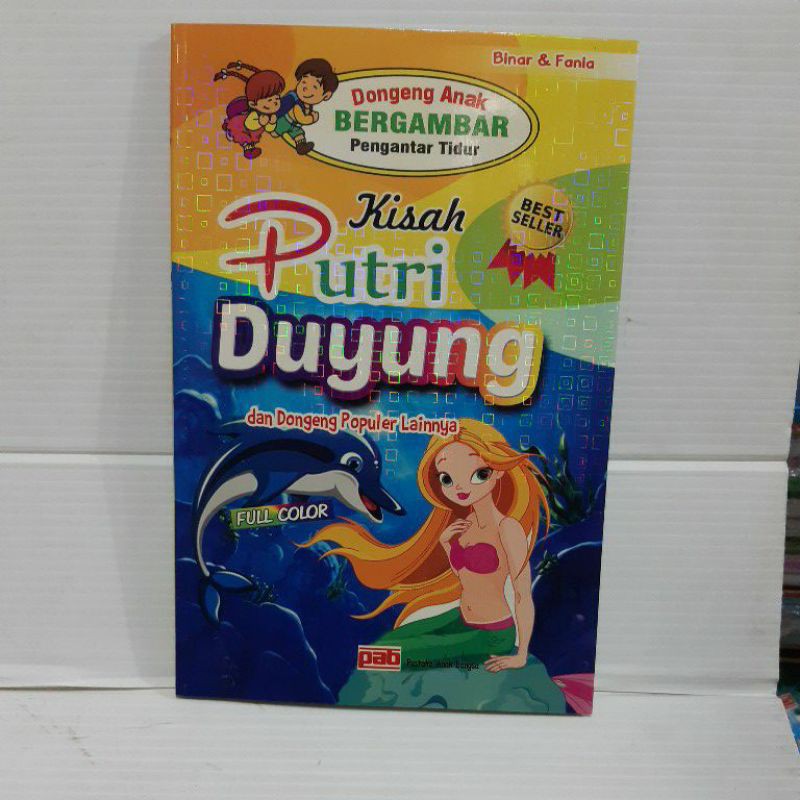 Binar & Fania
Dongeng Anak
BERGAMBAR
Pengantar Tidur
Kisah
Putri
Duyung
BEST
SELLER
dan Dongeng Populer Lainnya
FULL COLOR
pab
Pustaka Anak Bangsa